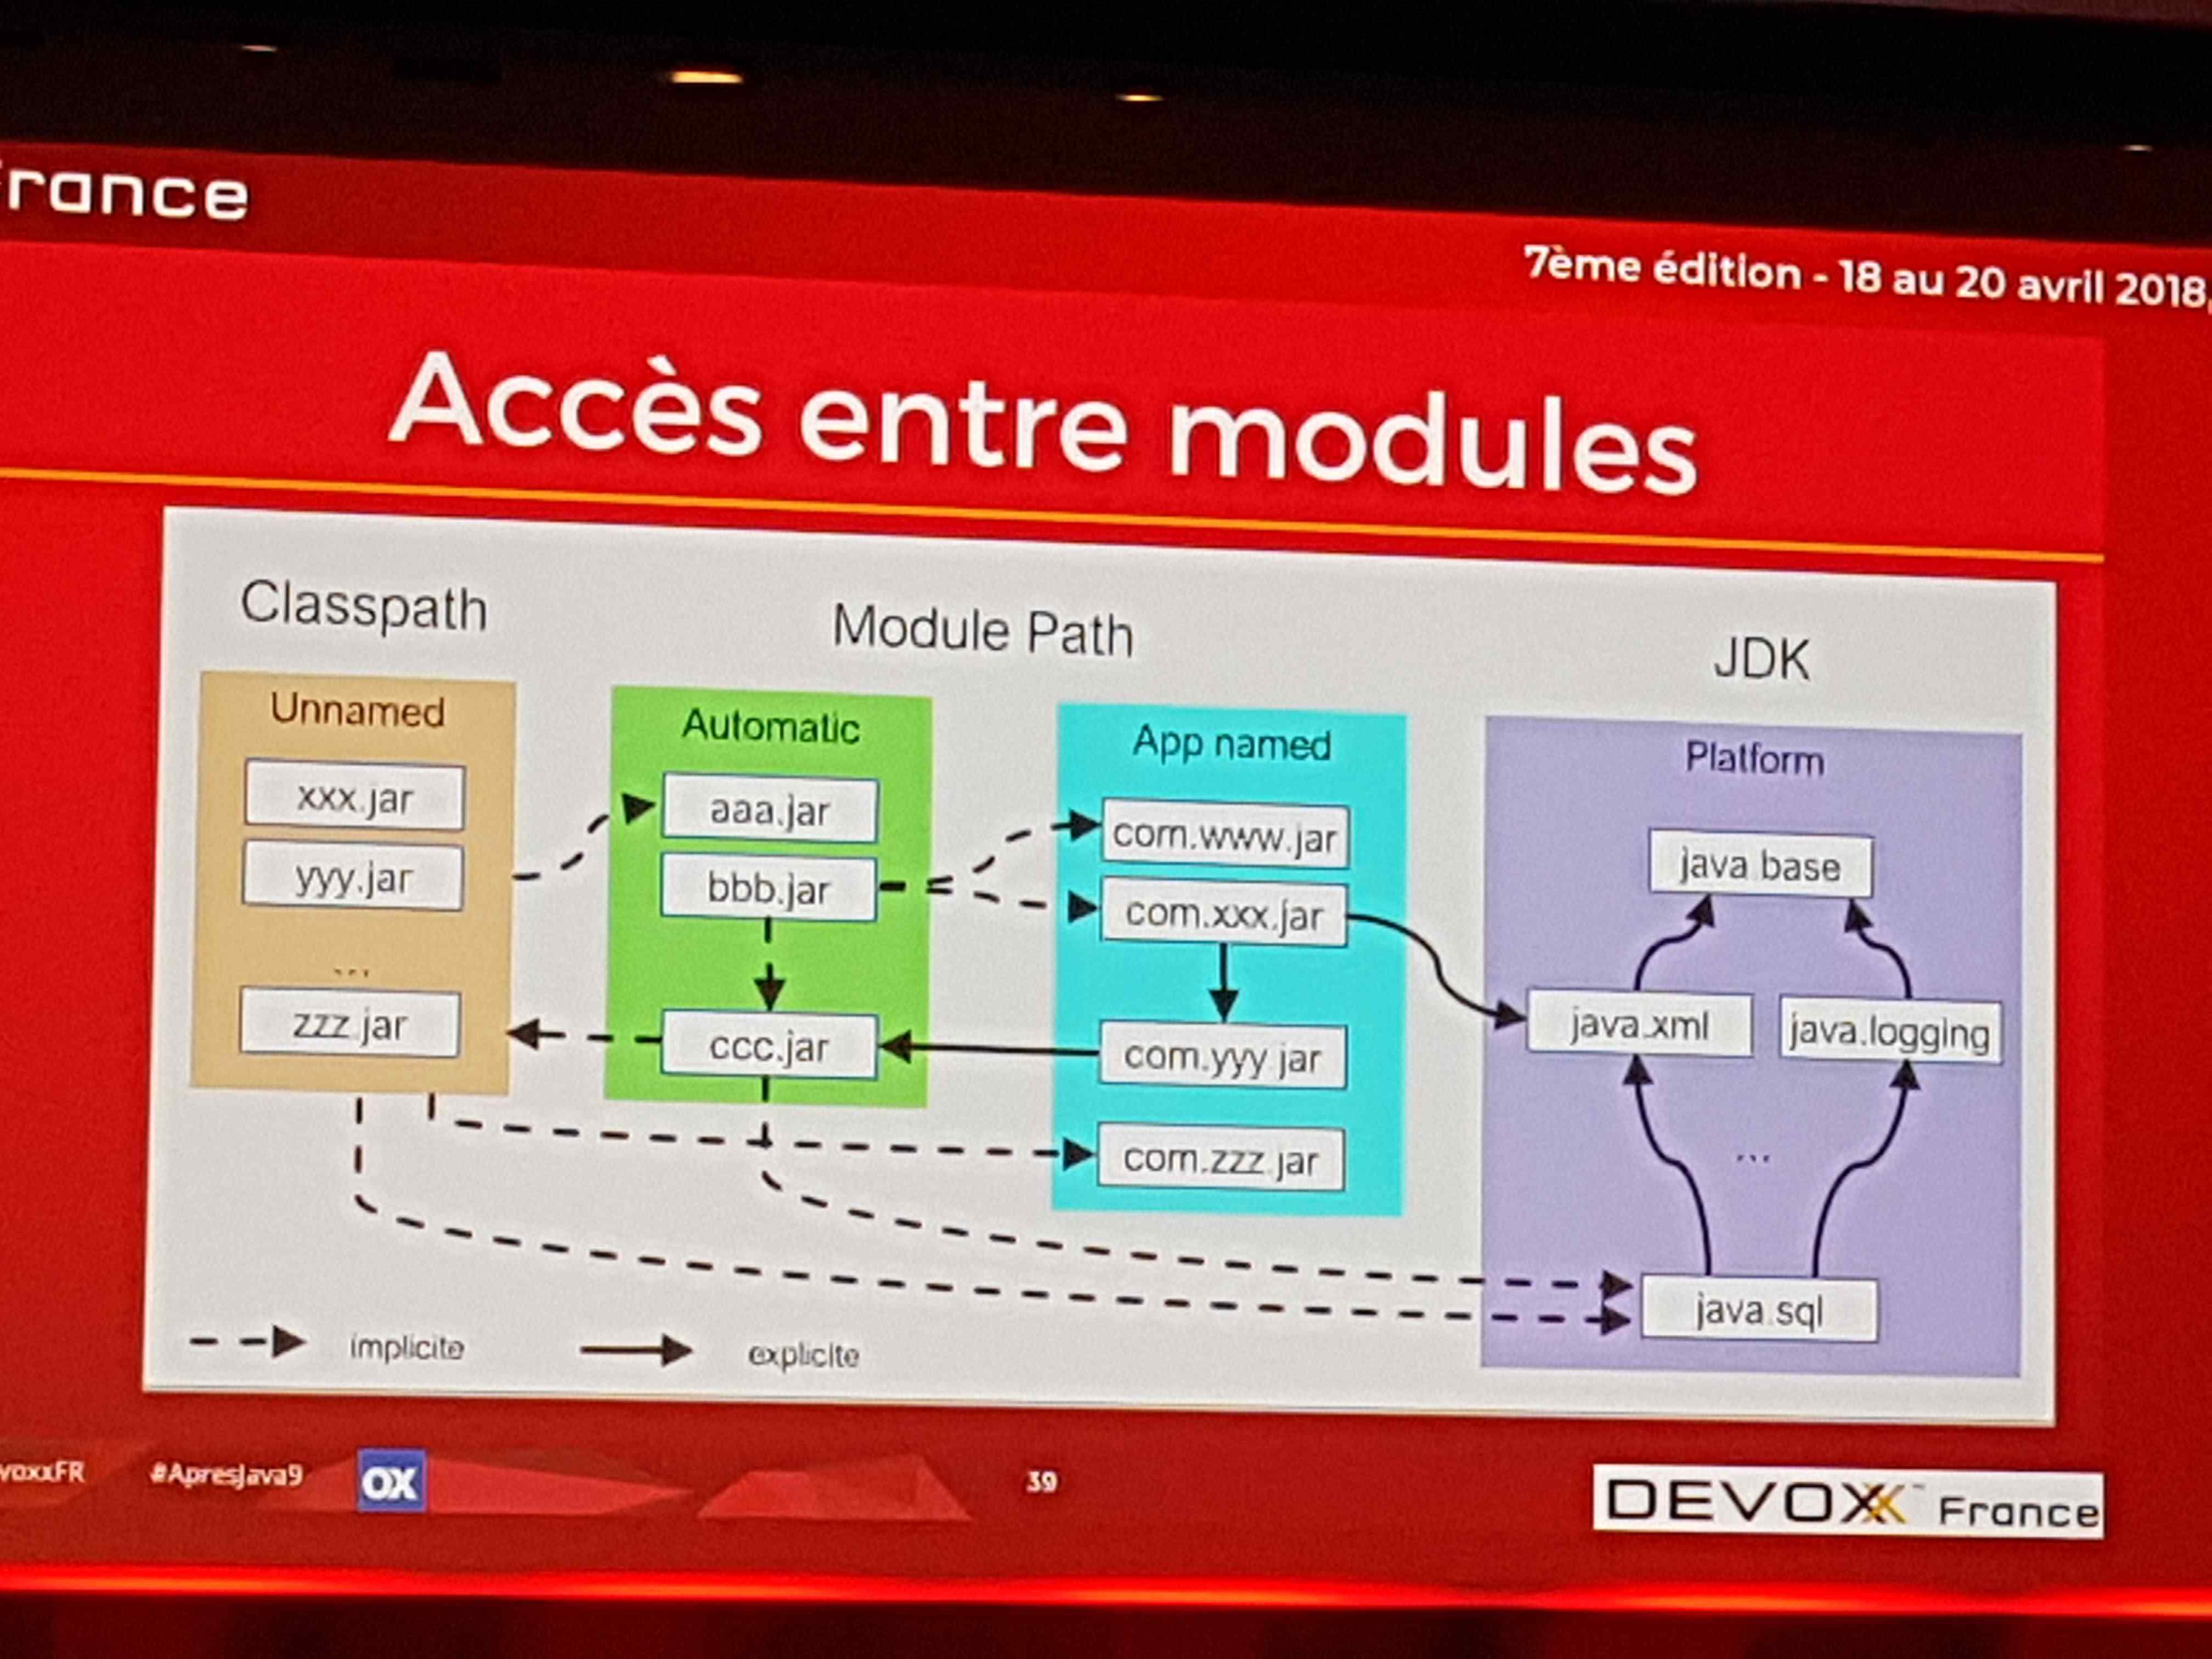 France
7ème édition - 18 au 20 avril 2018,
Accès entre modules
Classpath
Module Path
JDK
Unnamed
xxx.jar
yyy.jar
...
zzz.jar
Automatic
aaa.jar
bbb.jar
ccc.jar
App named
com.www.jar
com.xxx.jar
com.yyy.jar
com.zzz.jar
Platform
java.base
java.xml
java.logging
...
java.sql
implicite
explicite
voxxFR
#ApresJava9
OX
39
DEVOXX™ France